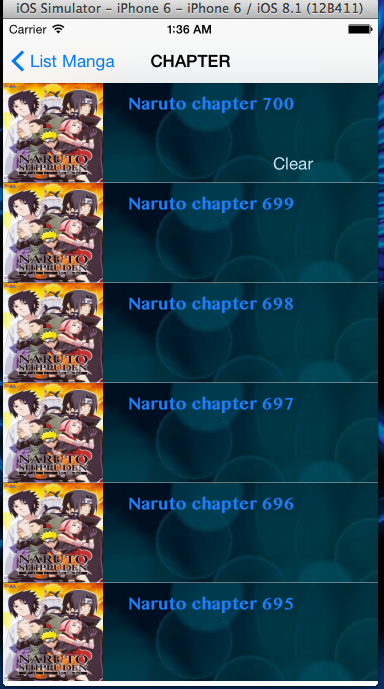 iOS Simulator – iPhone 6 – iPhone 6 / iOS 8.1 (12B411)
Carrier 1:36 AM
List Manga CHAPTER
Naruto chapter 700
NARUTO
SHIPPUDEN
Clear
Naruto chapter 699
NARUTO
SHIPPUDEN
Naruto chapter 698
NARUTO
SHIPPUDEN
Naruto chapter 697
NARUTO
SHIPPUDEN
Naruto chapter 696
NARUTO
SHIPPUDEN
Naruto chapter 695
NARUTO
SHIPPUDEN